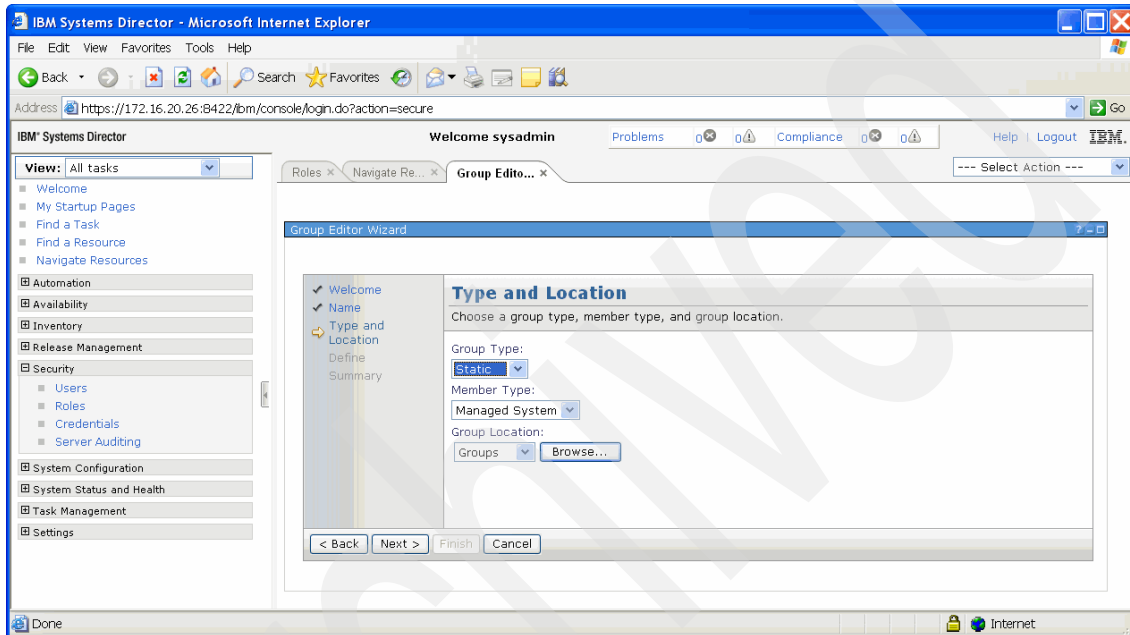 IBM Systems Director - Microsoft Internet Explorer
File Edit View Favorites Tools Help
Back Search Favorites
Address https://172.16.20.26:8422/ibm/console/login.do?action=secure Go
IBM® Systems Director Welcome sysadmin Problems 0 0 Compliance 0 0 Help | Logout IBM.
View: All tasks
Roles × Navigate Re... × Group Edito... × --- Select Action ---
Welcome
My Startup Pages
Find a Task
Find a Resource
Navigate Resources
Automation
Availability
Inventory
Release Management
Security
Users
Roles
Credentials
Server Auditing
System Configuration
System Status and Health
Task Management
Settings
Group Editor Wizard ? – □
Welcome
Name
Type and
Location
Define
Summary
Type and Location
Choose a group type, member type, and group location.
Group Type:
Static
Member Type:
Managed System
Group Location:
Groups Browse...
< Back Next > Finish Cancel
Done Internet